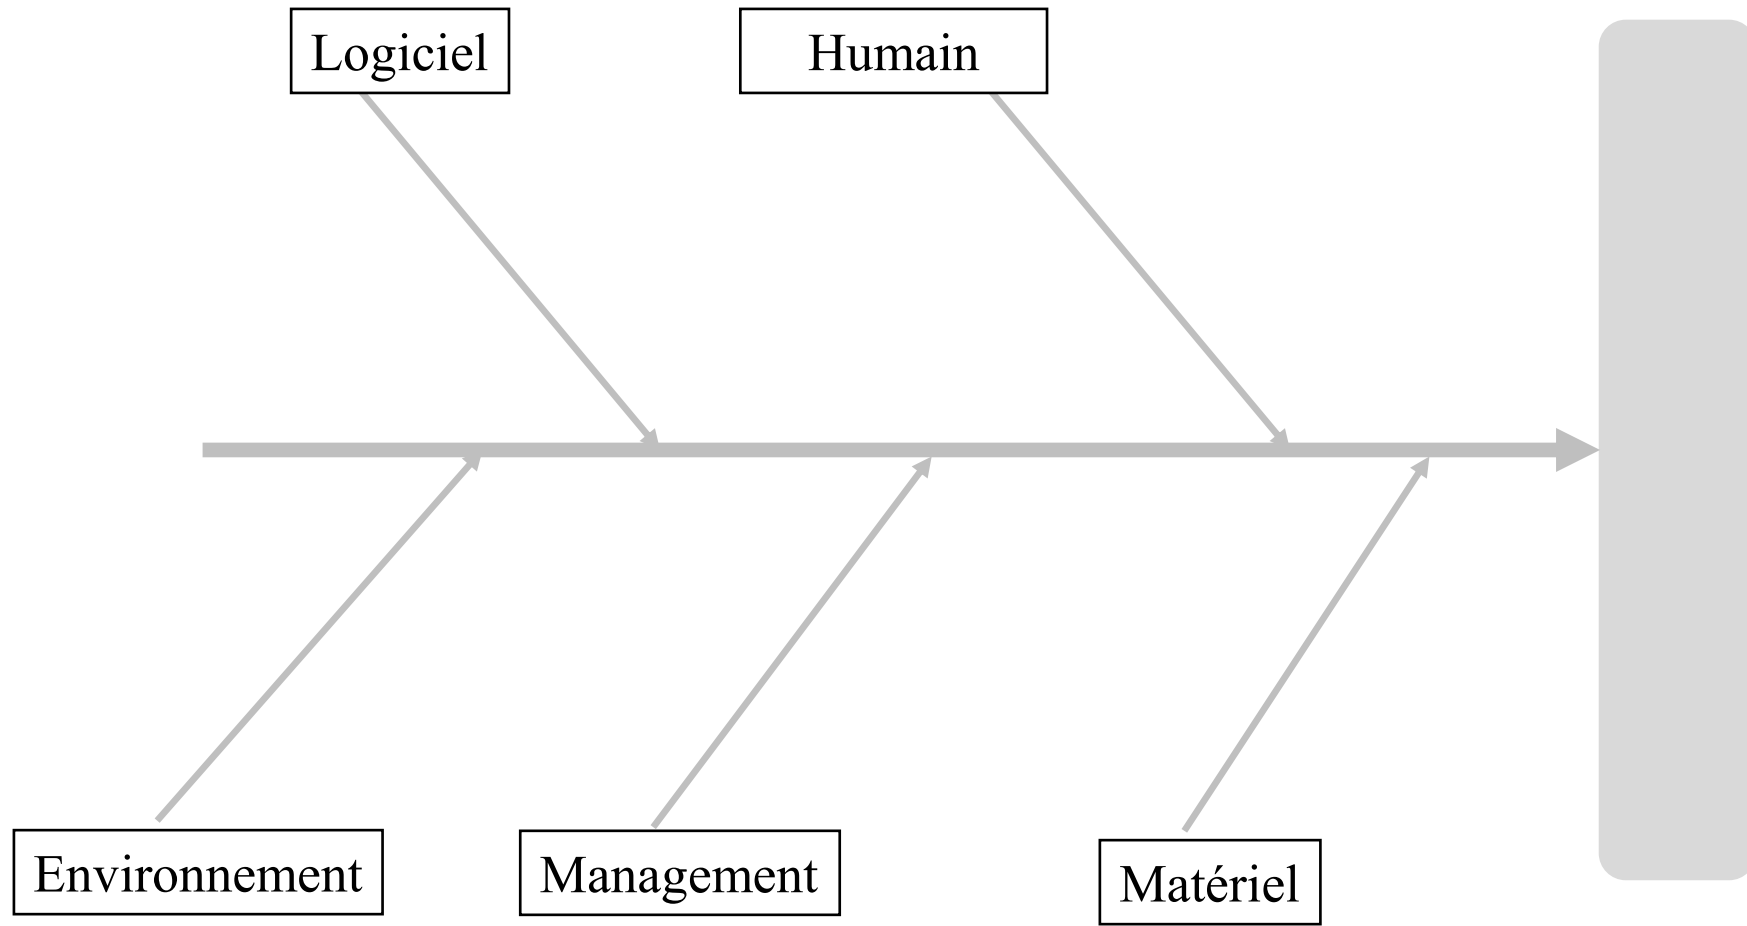 Logiciel
Humain
Environnement
Management
Matériel